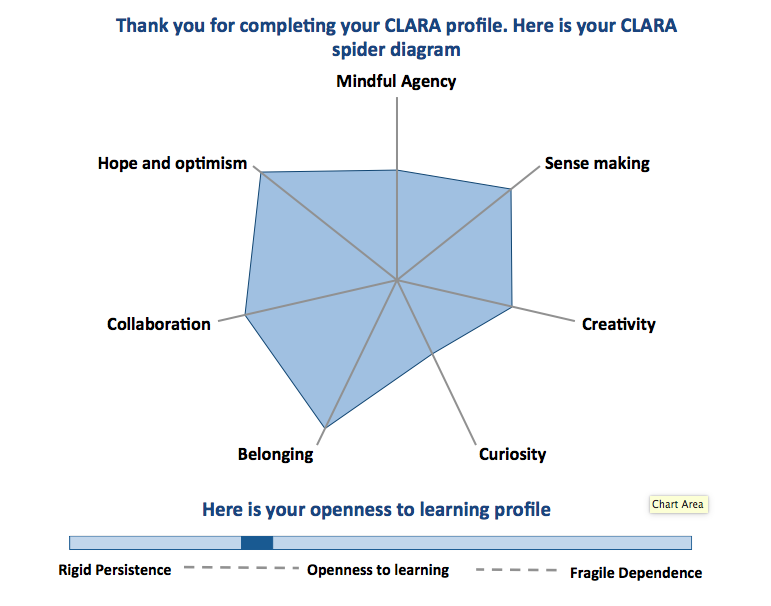 Thank you for completing your CLARA profile. Here is your CLARA
spider diagram
Mindful Agency
Hope and optimism
Sense making
Collaboration
Creativity
Belonging
Curiosity
Here is your openness to learning profile
Chart Area
Rigid Persistence
Openness to learning
Fragile Dependence